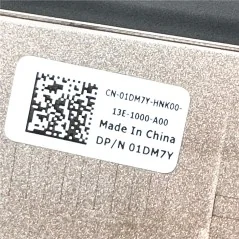 CN-01DM7Y-HNK00-
13E-1000-A00
Made In China
DP/N 01DM7Y